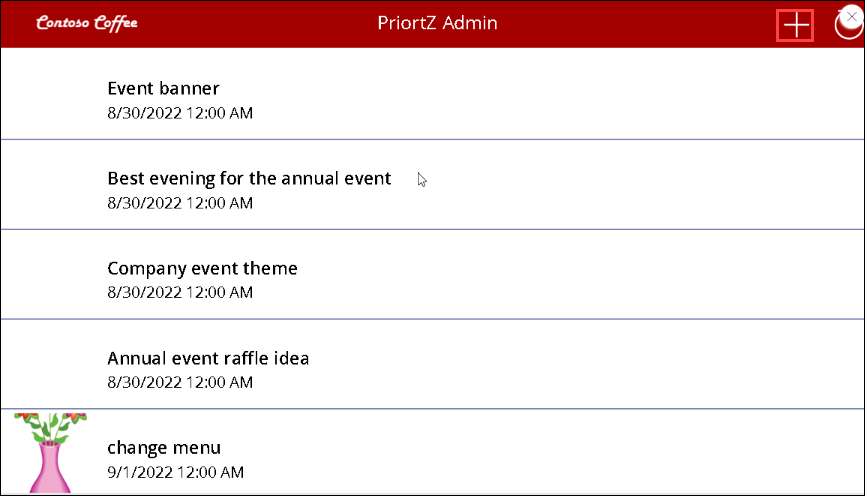 Contoso Coffee
PriortZ Admin
Event banner
8/30/2022 12:00 AM
Best evening for the annual event
8/30/2022 12:00 AM
Company event theme
8/30/2022 12:00 AM
Annual event raffle idea
8/30/2022 12:00 AM
change menu
9/1/2022 12:00 AM